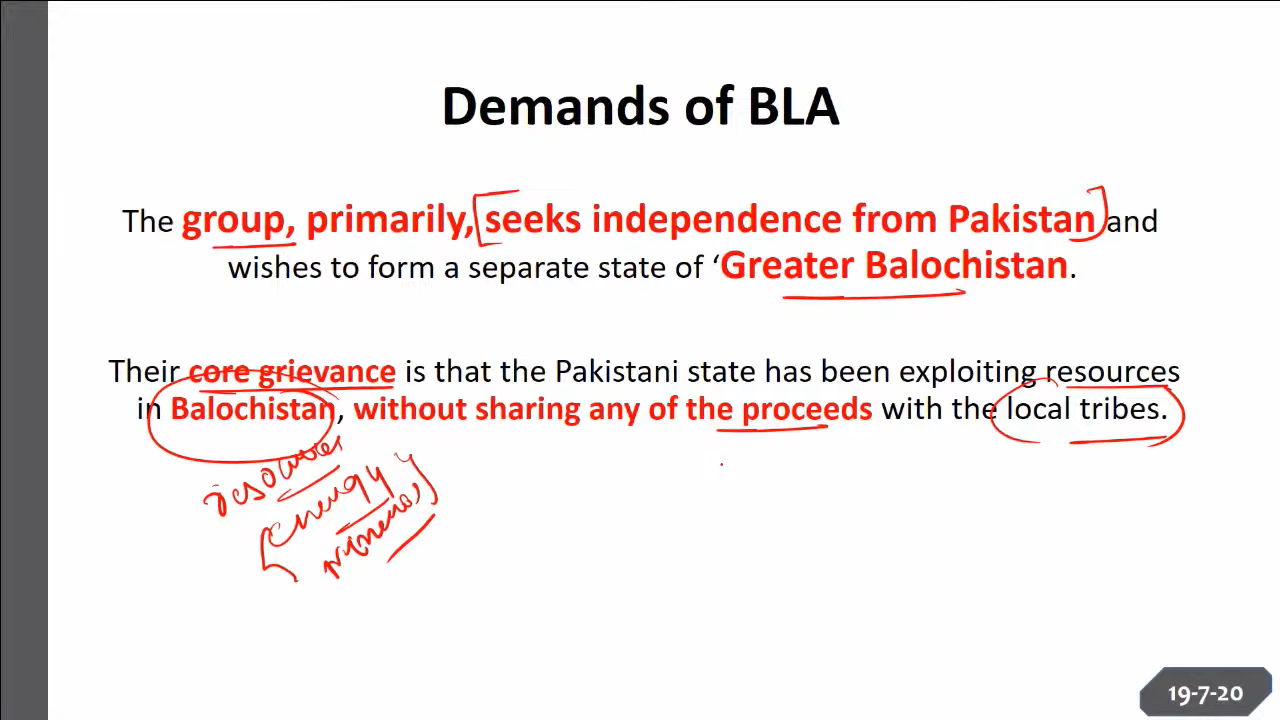 Demands of BLA
The group, primarily, seeks independence from Pakistan and
wishes to form a separate state of ‘Greater Balochistan.
Their core grievance is that the Pakistani state has been exploiting resources
in Balochistan, without sharing any of the proceeds with the local tribes.
resources
energy
mineral
19-7-20